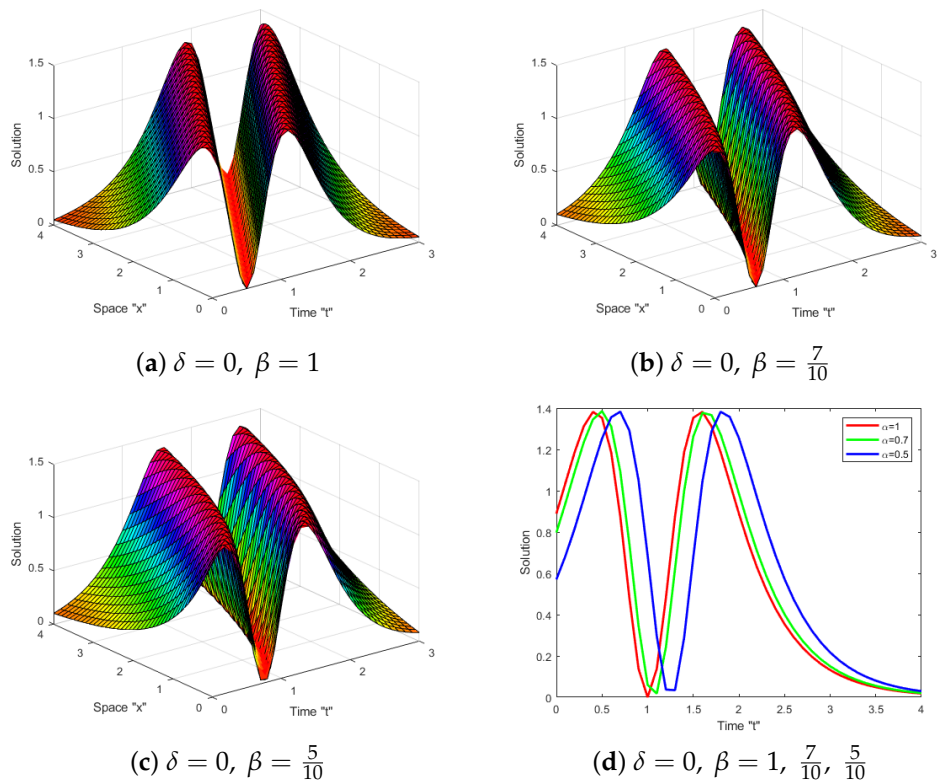 1.5
1
0.5
0
Solution
4
3
2
1
0
Space "x"
0
1
2
3
Time "t"
(a) δ = 0, β = 1
1.5
1
0.5
0
Solution
4
3
2
1
0
Space "x"
0
1
2
3
Time "t"
(b) δ = 0, β = 7/10
1.5
1
0.5
0
Solution
4
3
2
1
0
Space "x"
0
1
2
3
Time "t"
(c) δ = 0, β = 5/10
1.4
1.2
1
0.8
0.6
0.4
0.2
0
Solution
α=1
α=0.7
α=0.5
0 0.5 1 1.5 2 2.5 3 3.5 4
Time "t"
(d) δ = 0, β = 1, 7/10, 5/10